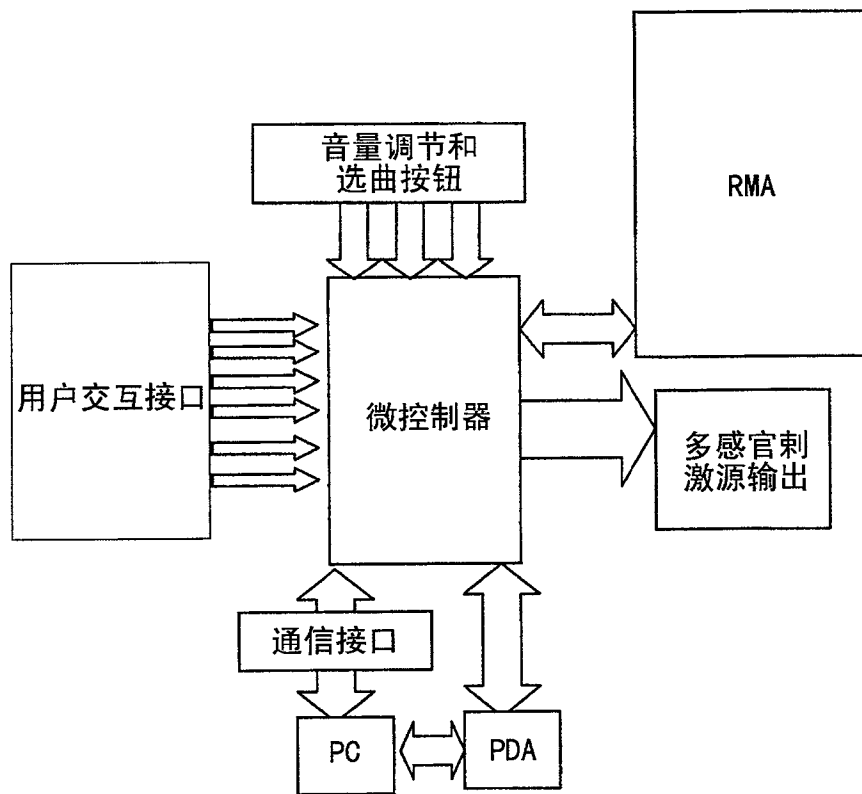 音量调节和
选曲按钮
RMA
用户交互接口
微控制器
多感官刺
激源输出
通信接口
PC
PDA